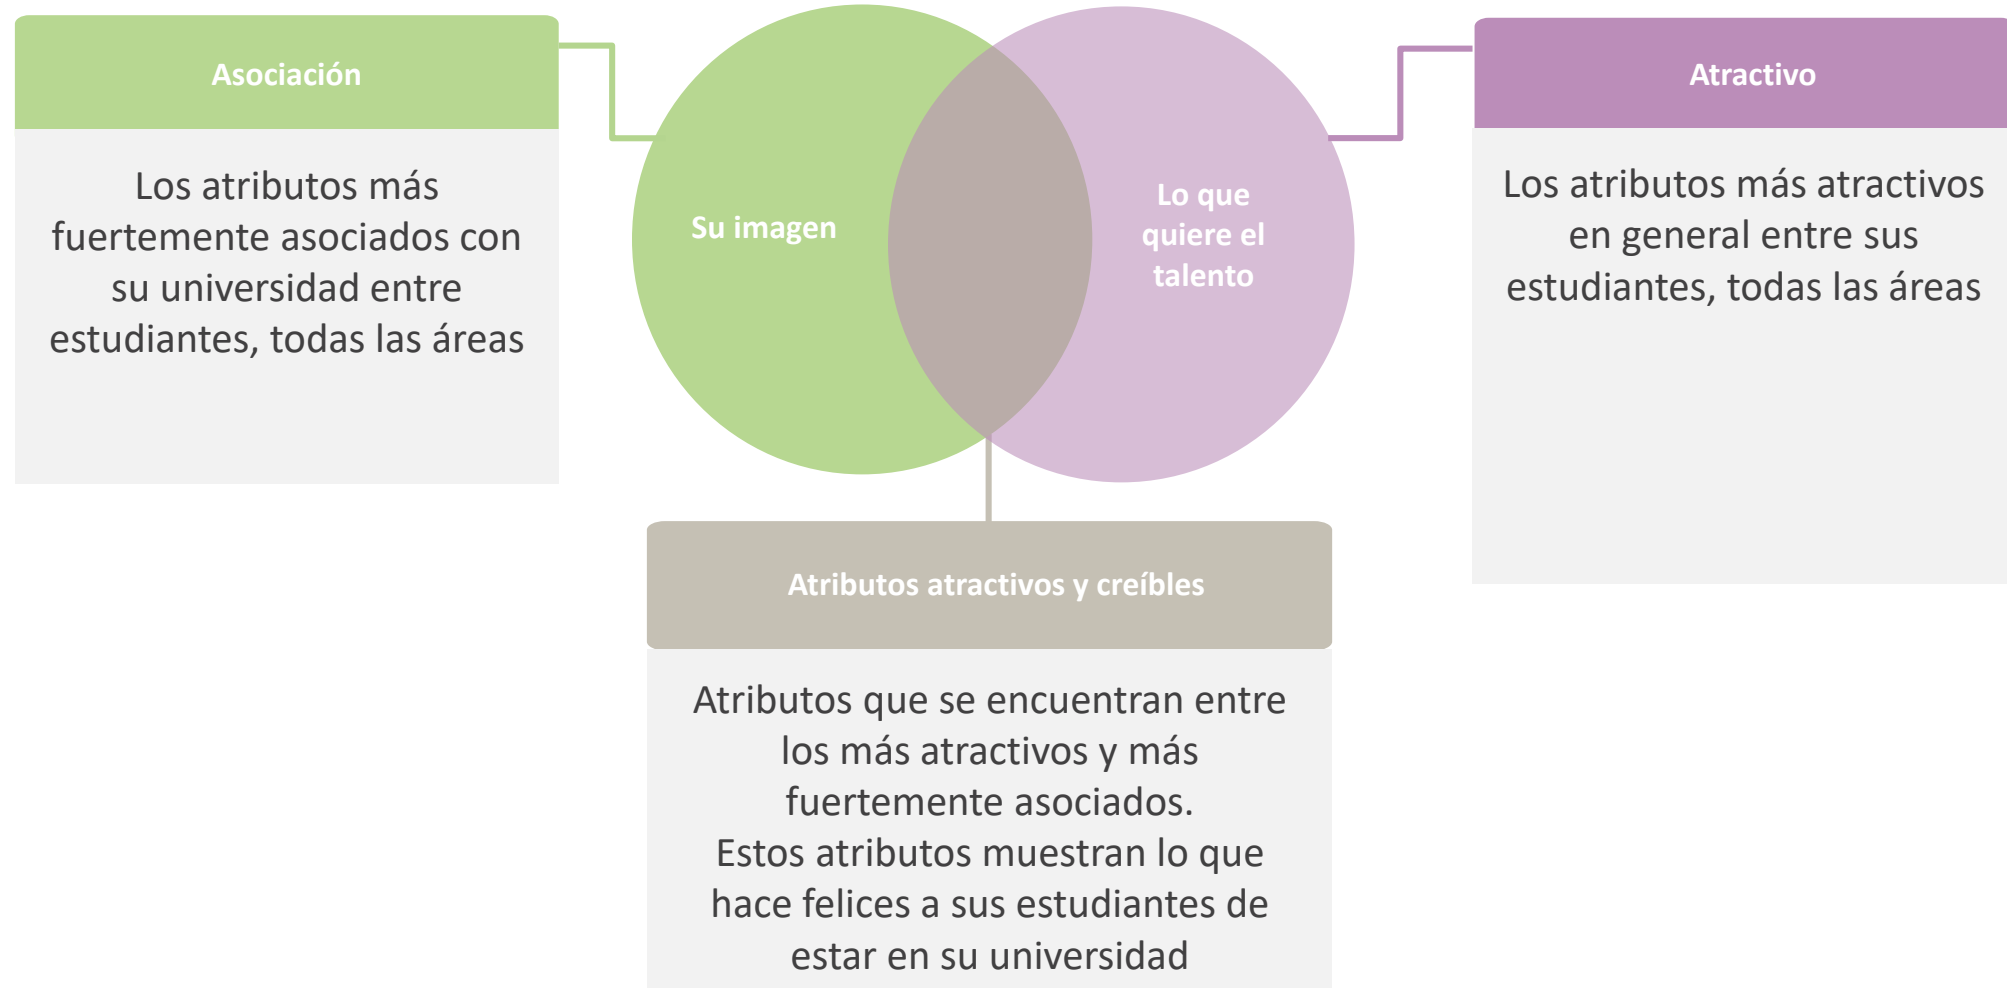 Asociación
Los atributos más
fuertemente asociados con
su universidad entre
estudiantes, todas las áreas
Su imagen
Lo que
quiere el
talento
Atractivo
Los atributos más atractivos
en general entre sus
estudiantes, todas las áreas
Atributos atractivos y creíbles
Atributos que se encuentran entre
los más atractivos y más
fuertemente asociados.
Estos atributos muestran lo que
hace felices a sus estudiantes de
estar en su universidad